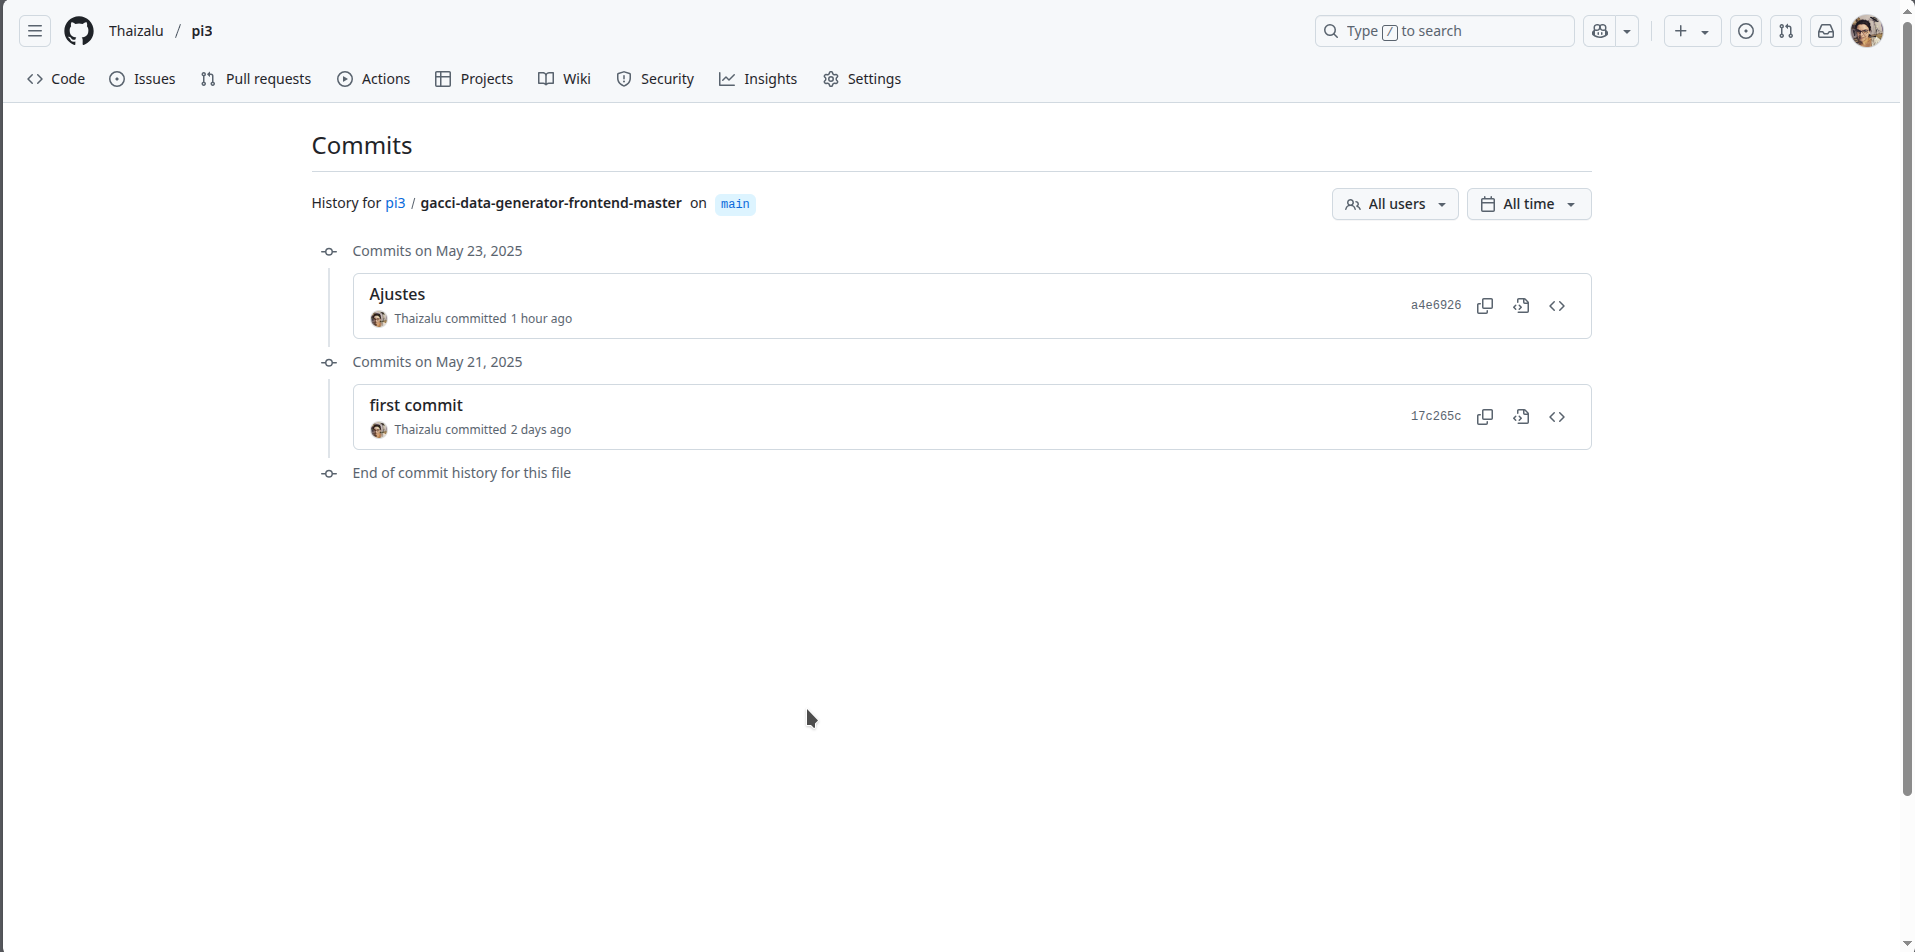 Thaizalu / pi3
Type / to search
Code Issues Pull requests Actions Projects Wiki Security Insights Settings
Commits
History for pi3 / gacci-data-generator-frontend-master on main
All users All time
Commits on May 23, 2025
Ajustes
Thaizalu committed 1 hour ago
a4e6926
Commits on May 21, 2025
first commit
Thaizalu committed 2 days ago
17c265c
End of commit history for this file